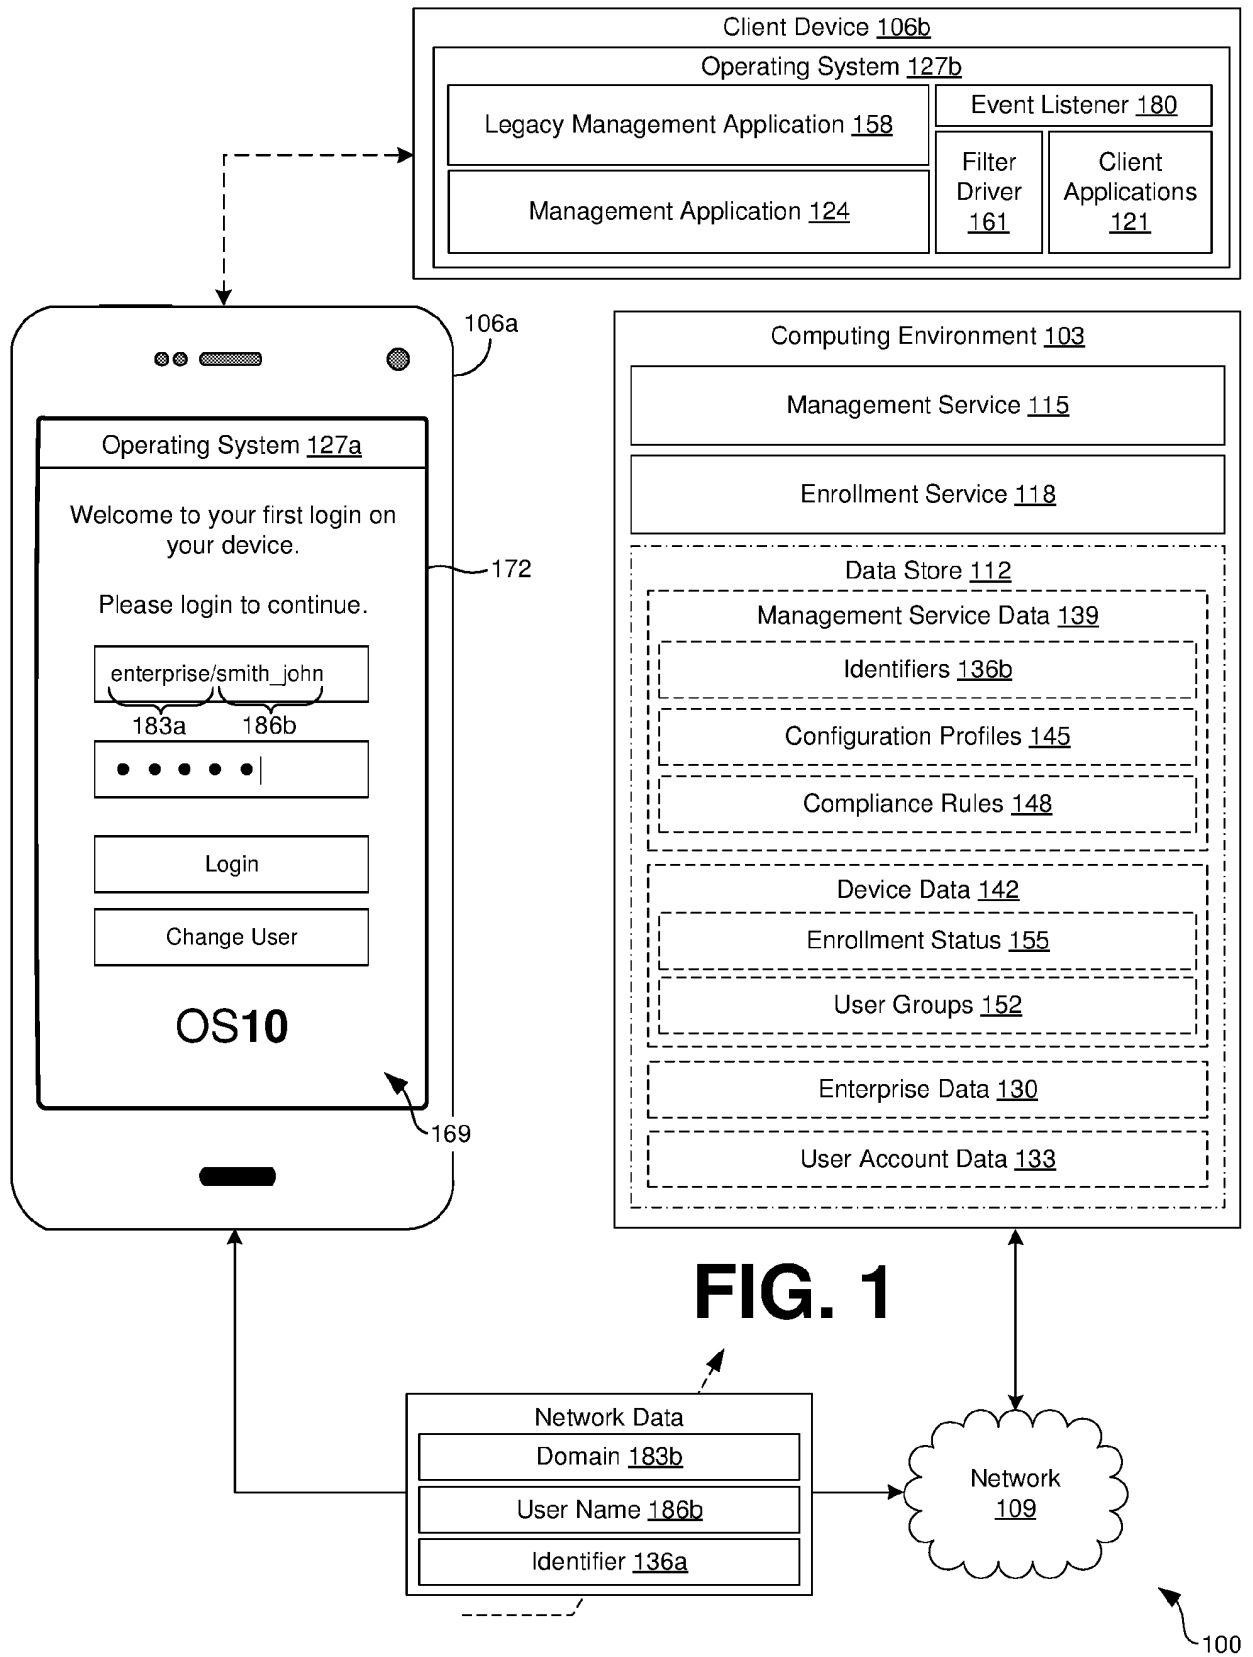 Client Device 106b
Operating System 127b
Legacy Management Application 158
Management Application 124
Event Listener 180
Filter
Driver
161
Client
Applications
121
106a
Operating System 127a
Welcome to your first login on
your device.
Please login to continue.
enterprise/smith_john
183a
186b
Login
Change User
OS10
172
169
Computing Environment 103
Management Service 115
Enrollment Service 118
Data Store 112
Management Service Data 139
Identifiers 136b
Configuration Profiles 145
Compliance Rules 148
Device Data 142
Enrollment Status 155
User Groups 152
Enterprise Data 130
User Account Data 133
FIG. 1
Network Data
Domain 183b
User Name 186b
Identifier 136a
Network
109
100